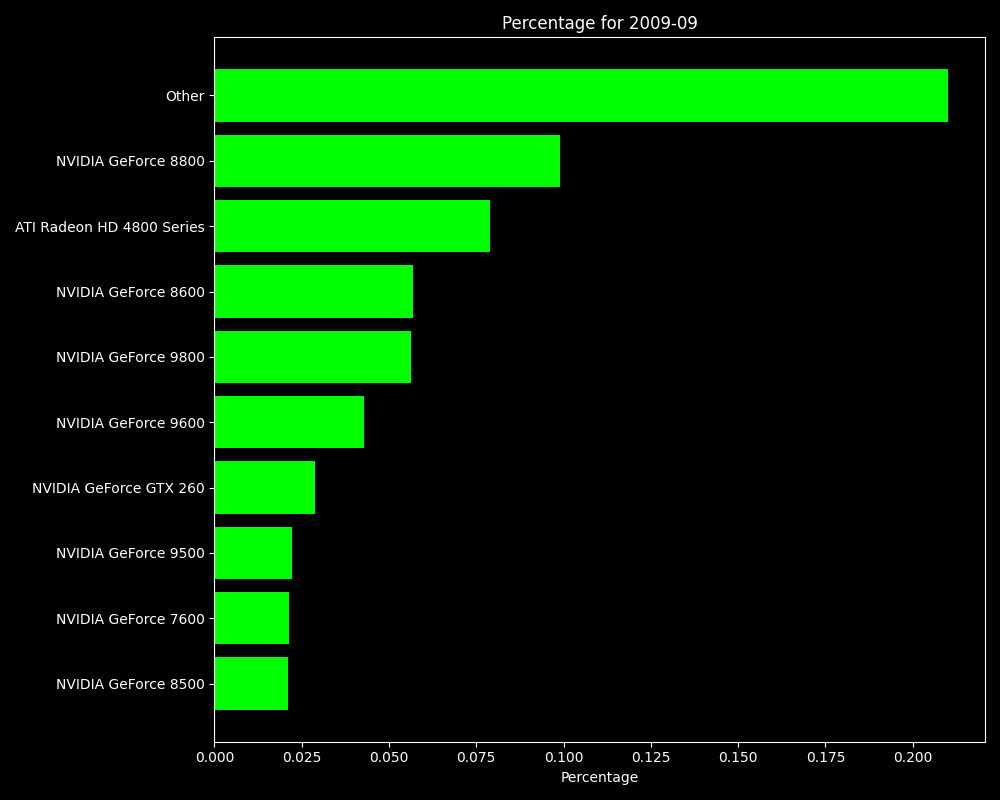 Percentage for 2009-09
Other
NVIDIA GeForce 8800
ATI Radeon HD 4800 Series
NVIDIA GeForce 8600
NVIDIA GeForce 9800
NVIDIA GeForce 9600
NVIDIA GeForce GTX 260
NVIDIA GeForce 9500
NVIDIA GeForce 7600
NVIDIA GeForce 8500
0.000 0.025 0.050 0.075 0.100 0.125 0.150 0.175 0.200
Percentage